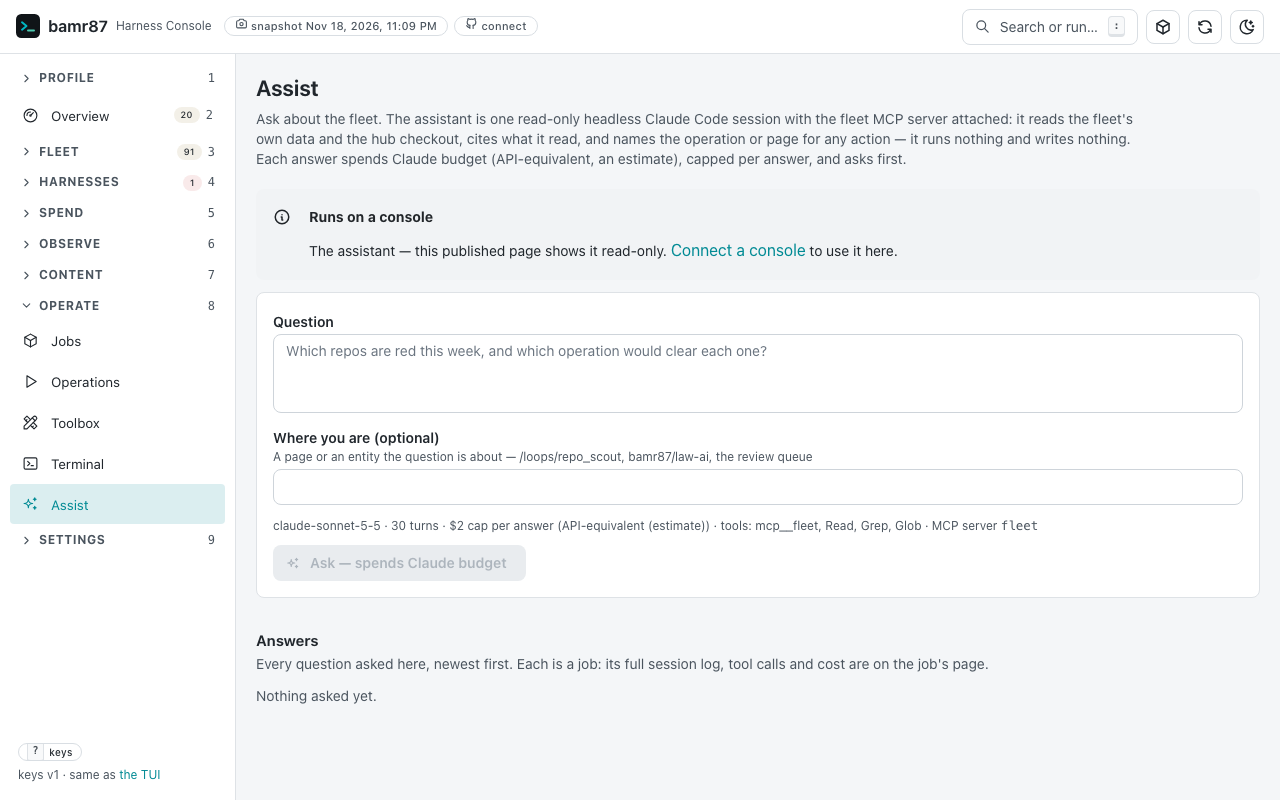 bamr87 Harness Console snapshot Nov 18, 2026, 11:09 PM connect Search or run... :
PROFILE 1
Overview 20 2
FLEET 91 3
HARNESSES 1 4
SPEND 5
OBSERVE 6
CONTENT 7
OPERATE 8
Jobs
Operations
Toolbox
Terminal
Assist
SETTINGS 9
? keys
keys v1 · same as the TUI
Assist
Ask about the fleet. The assistant is one read-only headless Claude Code session with the fleet MCP server attached: it reads the fleet's
own data and the hub checkout, cites what it read, and names the operation or page for any action — it runs nothing and writes nothing.
Each answer spends Claude budget (API-equivalent, an estimate), capped per answer, and asks first.
Runs on a console
The assistant — this published page shows it read-only. Connect a console to use it here.
Question
Which repos are red this week, and which operation would clear each one?
Where you are (optional)
A page or an entity the question is about — /loops/repo_scout, bamr87/law-ai, the review queue
claude-sonnet-5-5 · 30 turns · $2 cap per answer (API-equivalent (estimate)) · tools: mcp__fleet, Read, Grep, Glob · MCP server fleet
Ask — spends Claude budget
Answers
Every question asked here, newest first. Each is a job: its full session log, tool calls and cost are on the job's page.
Nothing asked yet.